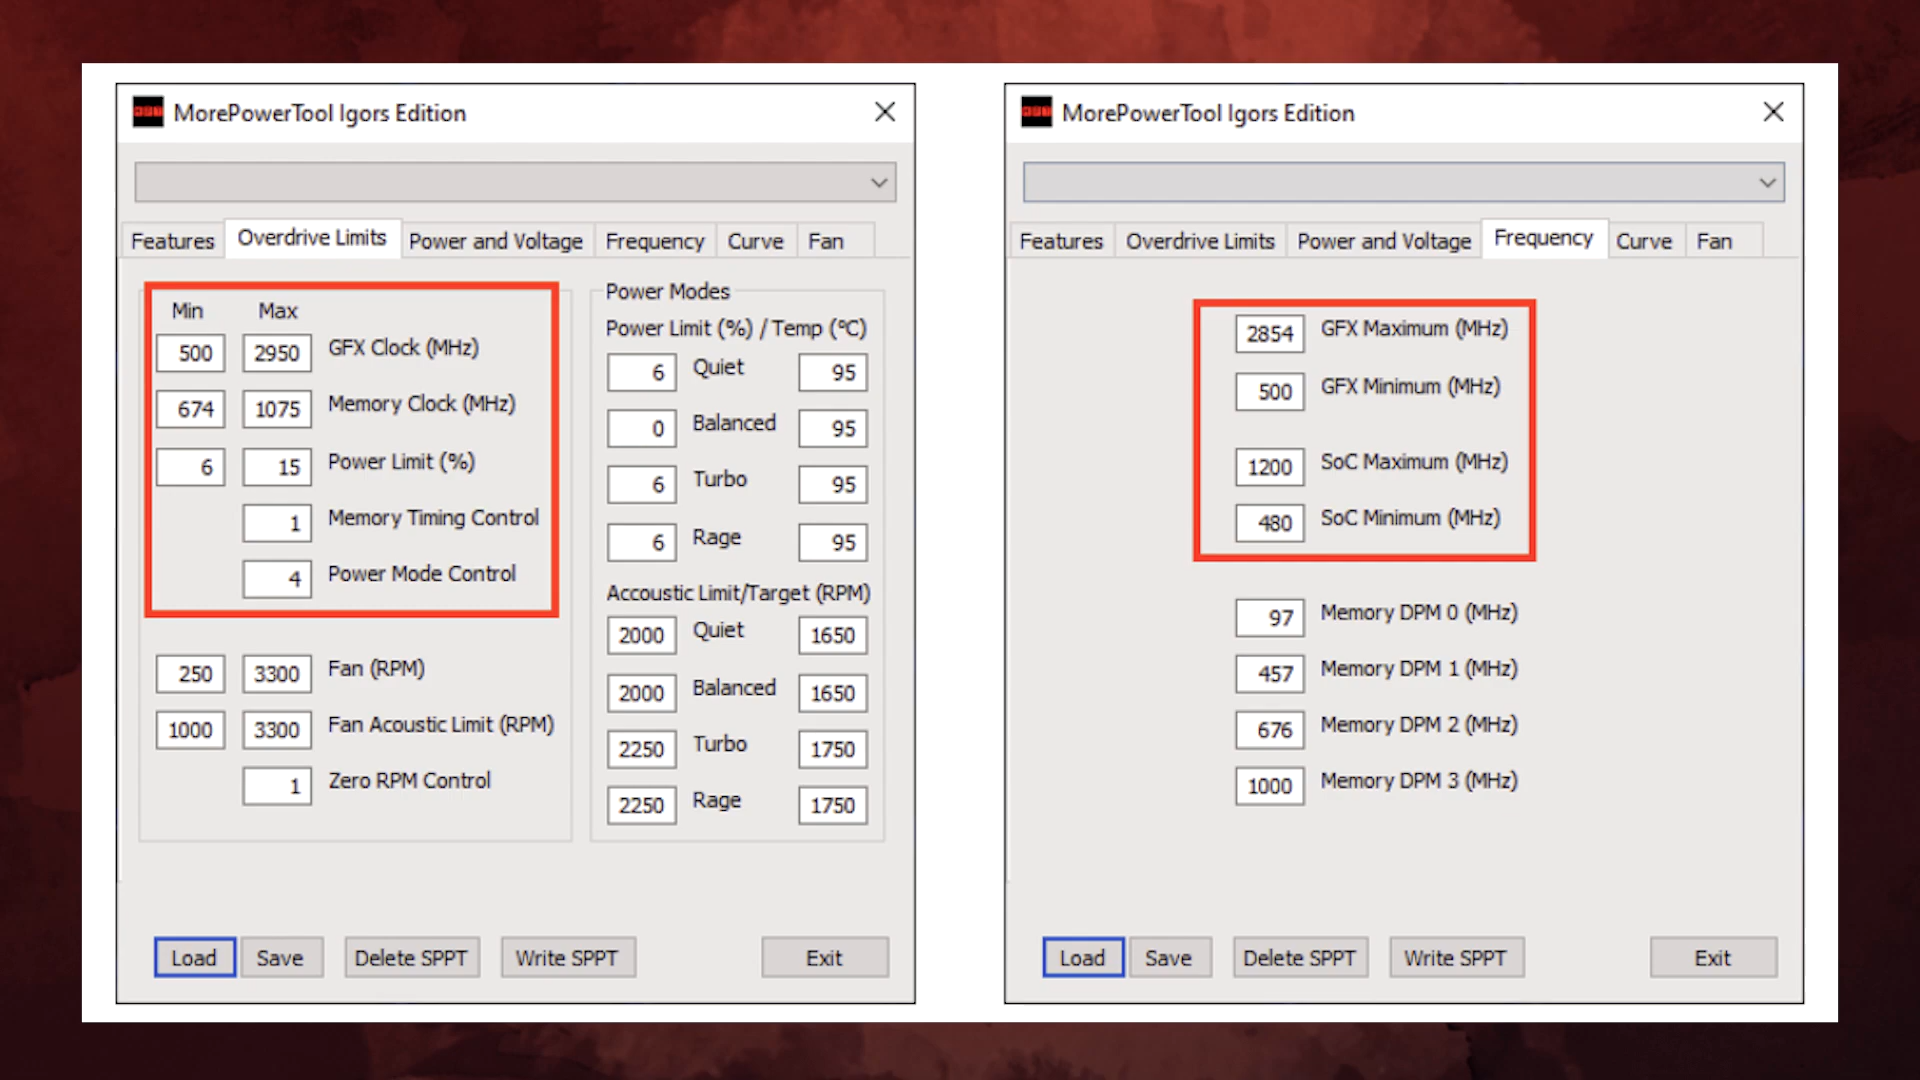 MorePowerTool Igors Edition
Features Overdrive Limits Power and Voltage Frequency Curve Fan
Min Max
500 2950 GFX Clock (MHz)
674 1075 Memory Clock (MHz)
6 15 Power Limit (%)
1 Memory Timing Control
4 Power Mode Control
250 3300 Fan (RPM)
1000 3300 Fan Acoustic Limit (RPM)
1 Zero RPM Control
Power Modes
Power Limit (%) / Temp (°C)
6 Quiet 95
0 Balanced 95
6 Turbo 95
6 Rage 95
Accoustic Limit/Target (RPM)
2000 Quiet 1650
2000 Balanced 1650
2250 Turbo 1750
2250 Rage 1750
Load Save Delete SPPT Write SPPT Exit
MorePowerTool Igors Edition
Features Overdrive Limits Power and Voltage Frequency Curve Fan
2854 GFX Maximum (MHz)
500 GFX Minimum (MHz)
1200 SoC Maximum (MHz)
480 SoC Minimum (MHz)
97 Memory DPM 0 (MHz)
457 Memory DPM 1 (MHz)
676 Memory DPM 2 (MHz)
1000 Memory DPM 3 (MHz)
Load Save Delete SPPT Write SPPT Exit